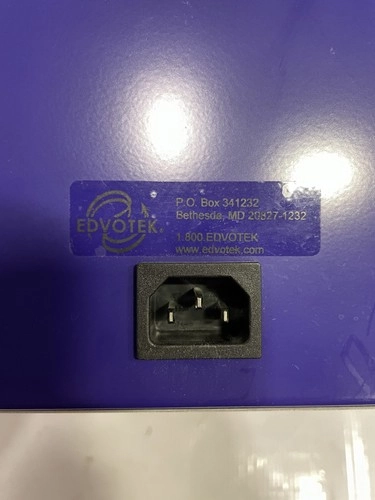 EDVOTEK
P.O. Box 341232
Bethesda, MD 20827-1232
1.800.EDVOTEK
www.edvotek.com